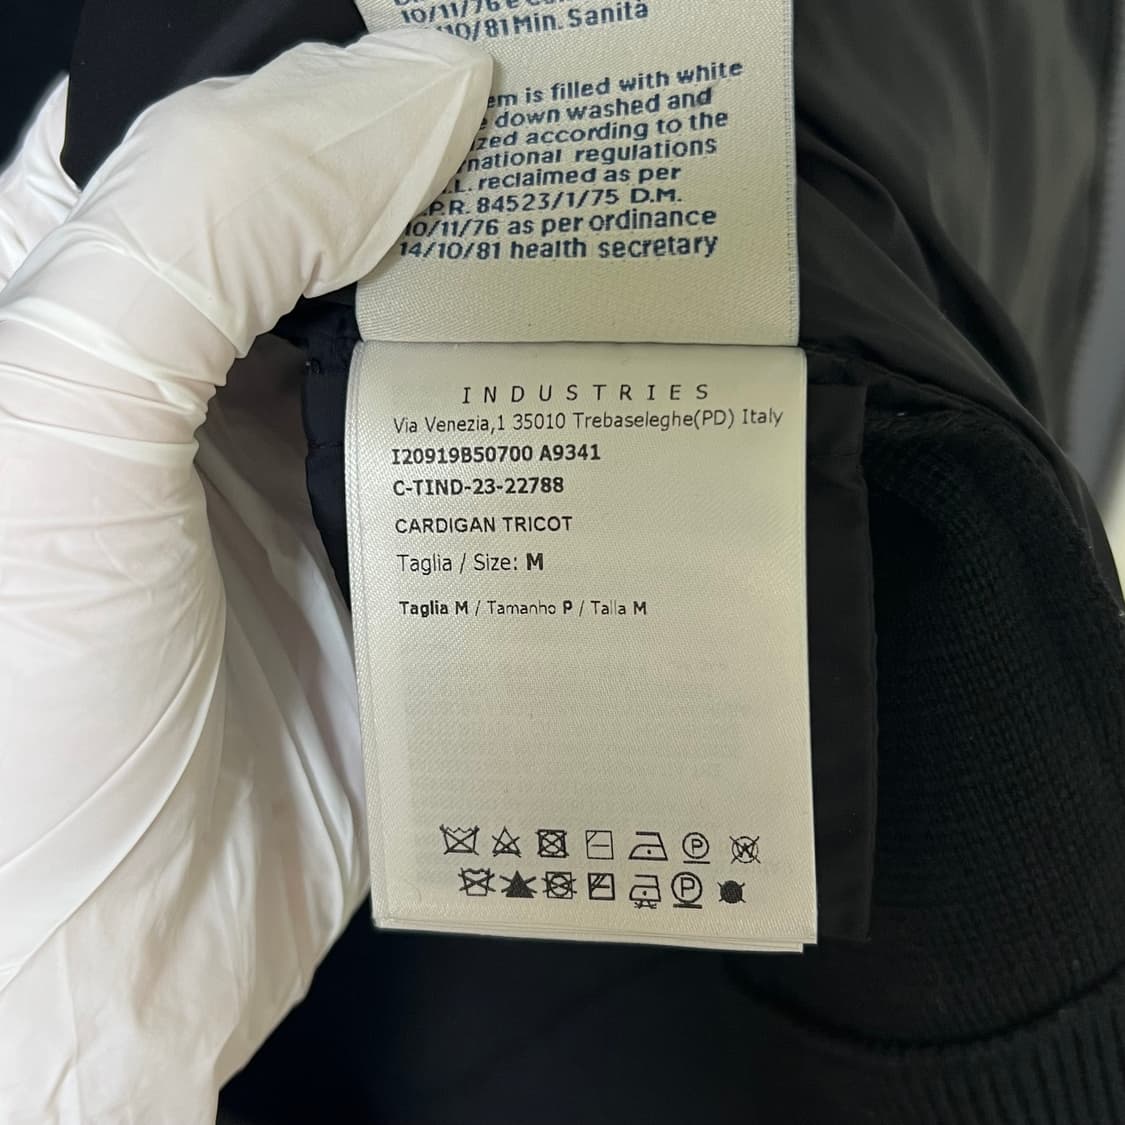 10/11/76 e
10/81 Min. Sanità
em is filled with white
down washed and
zed according to the
national regulations
.L. reclaimed as per
.P.R. 84523/1/75 D.M.
10/11/76 as per ordinance
14/10/81 health secretary
INDUSTRIES
Via Venezia,1 35010 Trebaseleghe(PD) Italy
I20919B50700 A9341
C-TIND-23-22788
CARDIGAN TRICOT
Taglia / Size: M
Taglia M / Tamanho P / Talla M
P W
P